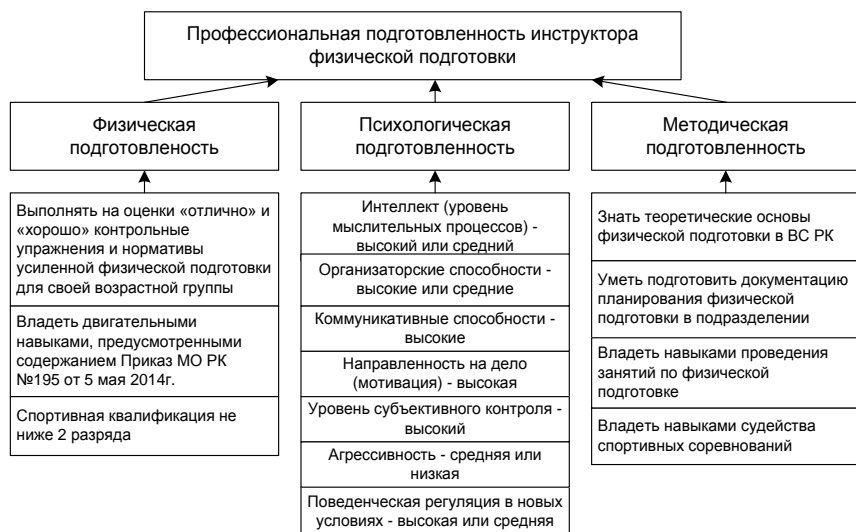 Профессиональная подготовленность инструктора
физической подготовки
Физическая
подготовленость
Психологическая
подготовленность
Методическая
подготовленность
Выполнять на оценки «отлично» и
«хорошо» контрольные
упражнения и нормативы
усиленной физической подготовки
для своей возрастной группы
Владеть двигательными
навыками, предусмотренными
содержанием Приказ МО РК
№195 от 5 мая 2014г.
Спортивная квалификация не
ниже 2 разряда
Интеллект (уровень
мыслительных процессов) -
высокий или средний
Организаторские способности -
высокие или средние
Коммуникативные способности -
высокие
Направленность на дело
(мотивация) - высокая
Уровень субъективного контроля -
высокий
Агрессивность - средняя или
низкая
Поведенческая регуляция в новых
условиях - высокая или средняя
Знать теоретические основы
физической подготовки в ВС РК
Уметь подготовить документацию
планирования физической
подготовки в подразделении
Владеть навыками проведения
занятий по физической
подготовке
Владеть навыками судейства
спортивных соревнований